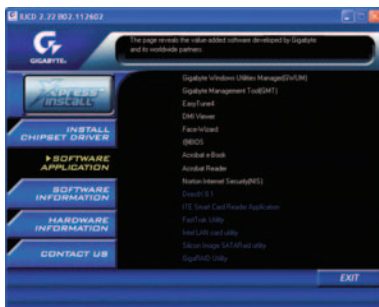 IUCD 2.22 B02.112602
The page reveals the value-added software developed by Gigabyte
and its worldwide partners.
GIGABYTE
Xpress
INSTALL
Gigabyte Windows Utilities Manager(GWUM)
Gigabyte Management Tool(GMT)
EasyTune4
DMI Viewer
Face-Wizard
@BIOS
Acrobat e-Book
Acrobat Reader
Norton Internet Security(NIS)
DirectX 9.1
ITE Smart Card Reader Application
FastTrak Utility
Intel LAN card utility
Silicon Image SATARaid utility
GigaRAID Utility
INSTALL
CHIPSET DRIVER
SOFTWARE
APPLICATION
SOFTWARE
INFORMATION
HARDWARE
INFORMATION
CONTACT US
EXIT